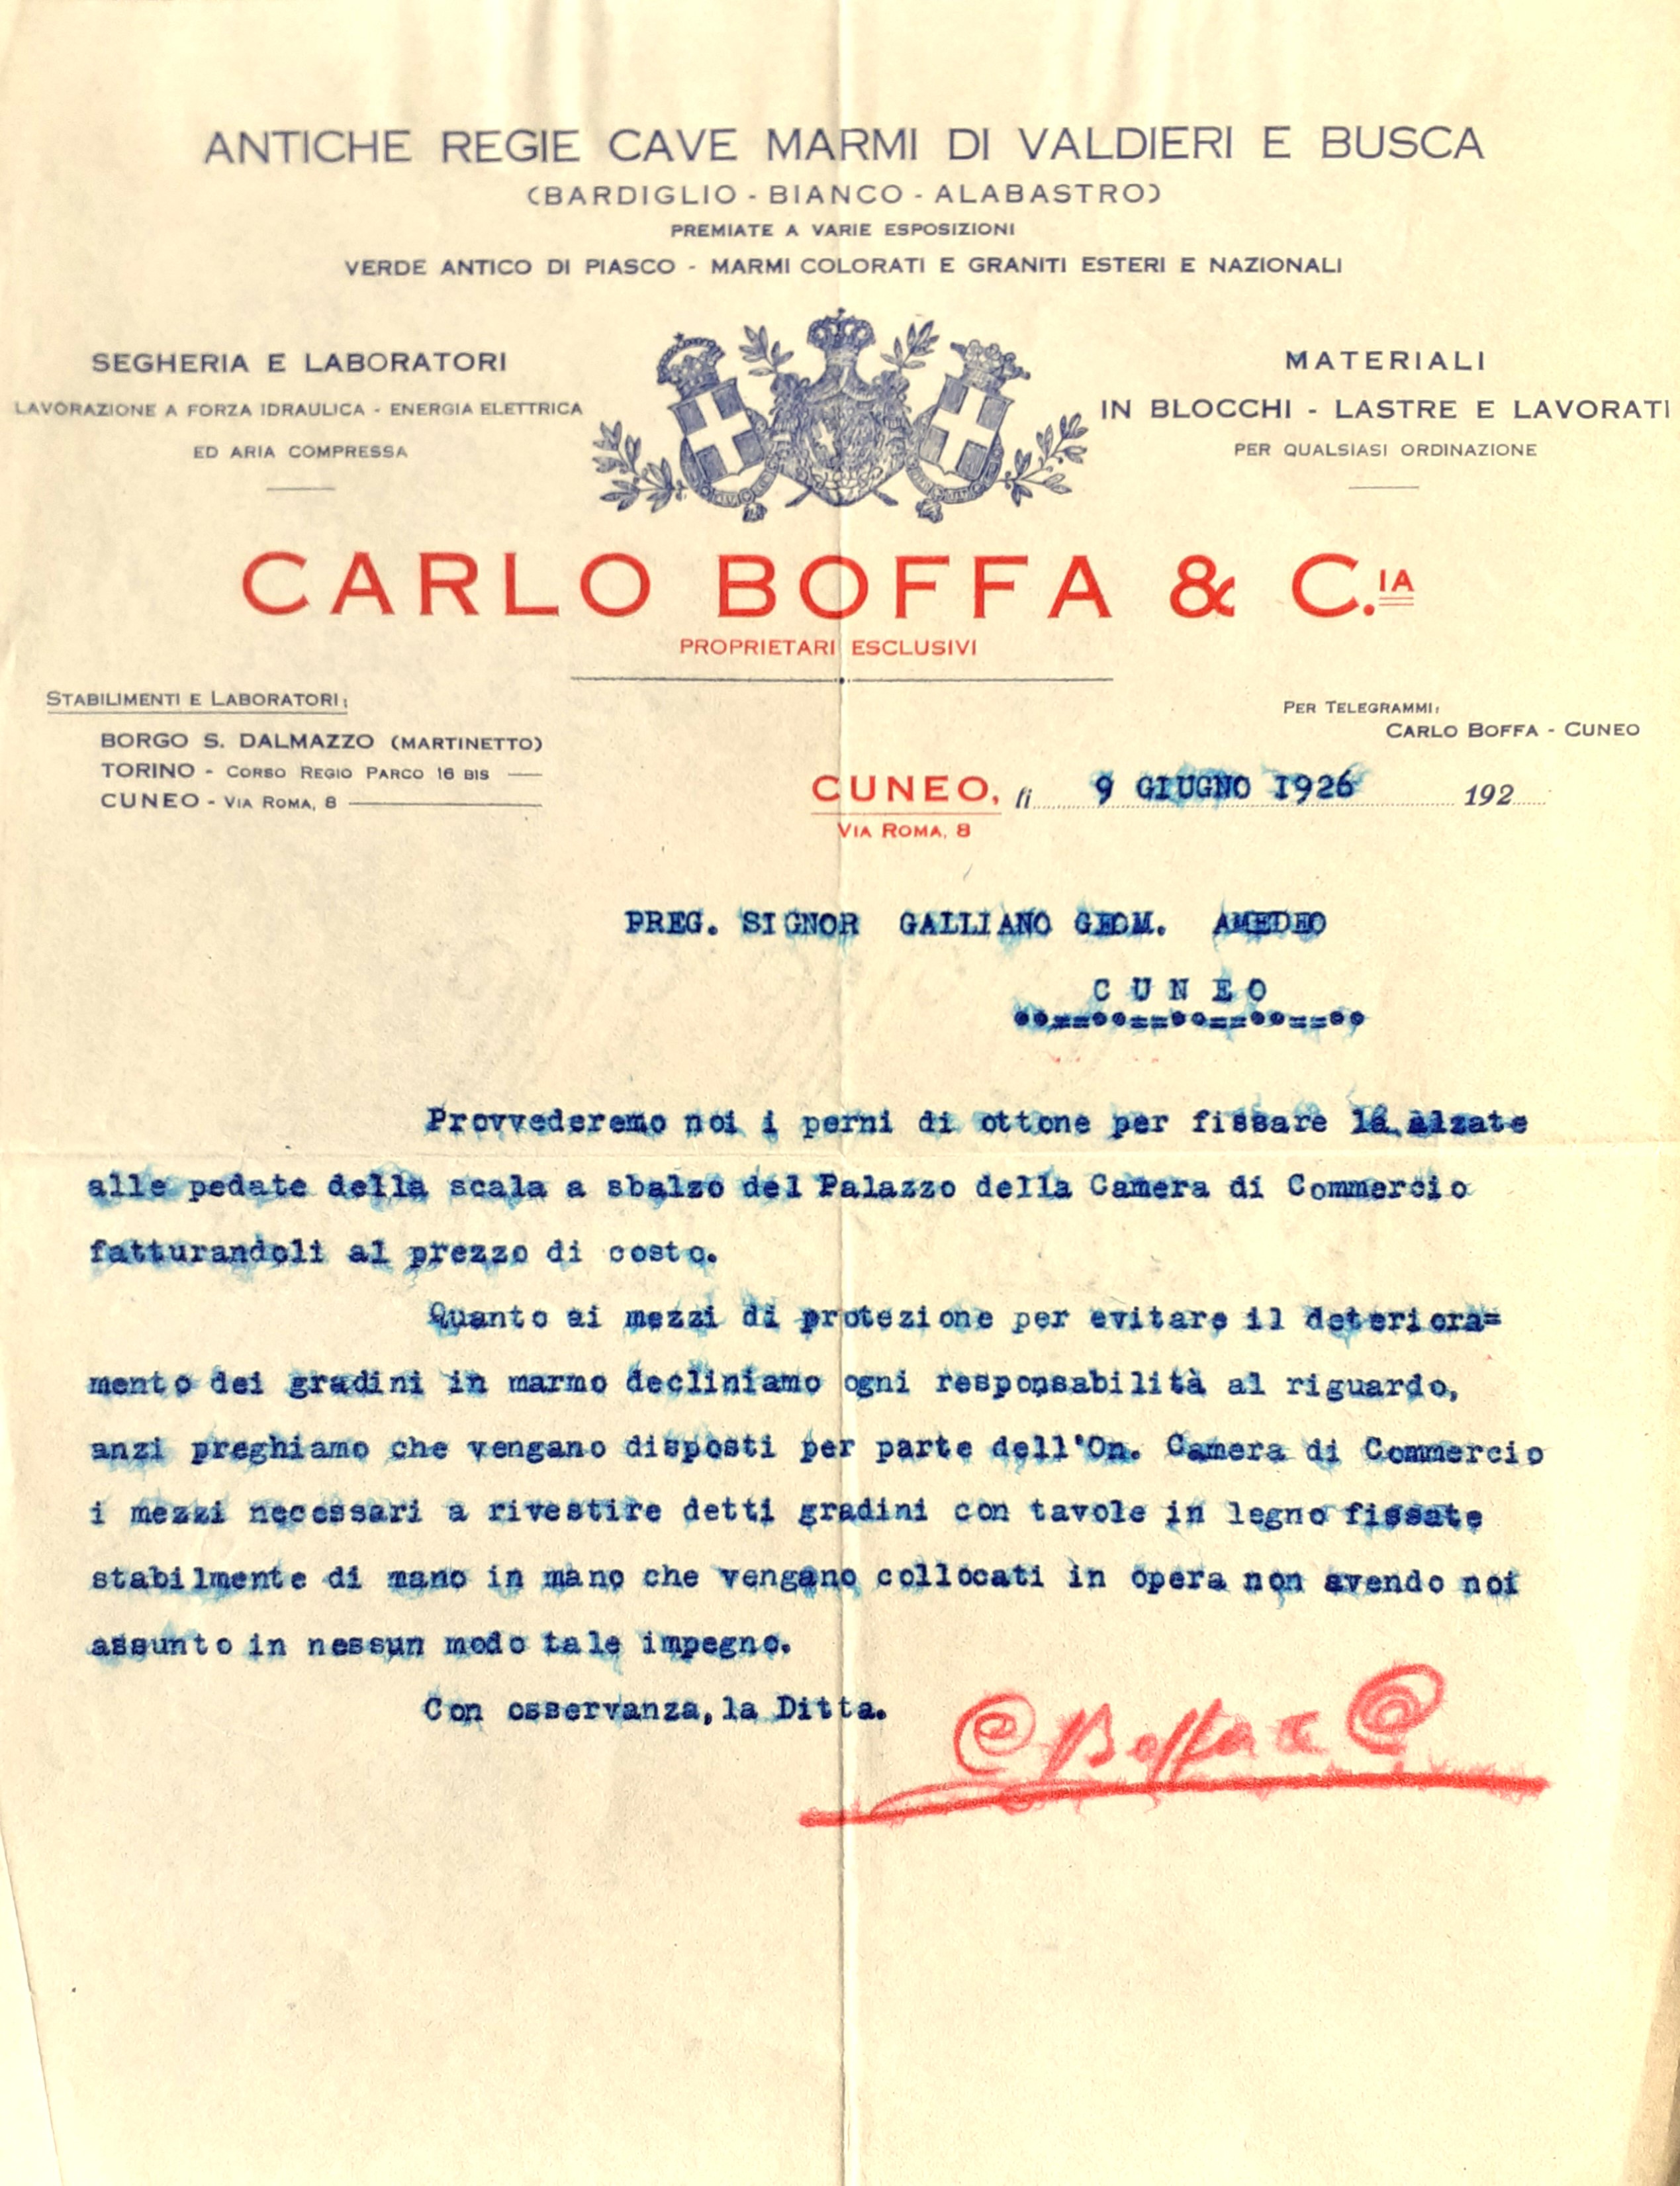 ANTICHE REGIE CAVE MARMI DI VALDIERI E BUSCA
(BARDIGLIO - BIANCO - ALABASTRO)
PREMIATE A VARIE ESPOSIZIONI
VERDE ANTICO DI PIASCO - MARMI COLORATI E GRANITI ESTERI E NAZIONALI
SEGHERIA E LABORATORI
LAVORAZIONE A FORZA IDRAULICA - ENERGIA ELETTRICA
ED ARIA COMPRESSA
MATERIALI
IN BLOCCHI - LASTRE E LAVORATI
PER QUALSIASI ORDINAZIONE
CARLO BOFFA & C.IA
PROPRIETARI ESCLUSIVI
STABILIMENTI E LABORATORI:
BORGO S. DALMAZZO (MARTINETTO)
TORINO - CORSO REGIO PARCO 16 BIS
CUNEO - VIA ROMA, 8
PER TELEGRAMMI:
CARLO BOFFA - CUNEO
CUNEO, li 9 GIUGNO 1926 192
VIA ROMA, 8
PREG. SIGNOR GALLIANO GEOM. AMEDEO
C U N E O
Provvederemo noi i perni di ottone per fissare le alzate
alle pedate della scala a sbalzo del Palazzo della Camera di Commercio
fatturandoli al prezzo di costo.
Quanto ai mezzi di protezione per evitare il deteriora=
mento dei gradini in marmo decliniamo ogni responsabilità al riguardo,
anzi preghiamo che vengano disposti per parte dell'On. Camera di Commercio
i mezzi necessari a rivestire detti gradini con tavole in legno fissate
stabilmente di mano in mano che vengano collocati in opera non avendo noi
assunto in nessun modo tale impegno.
Con osservanza, la Ditta.
C Boffa & C